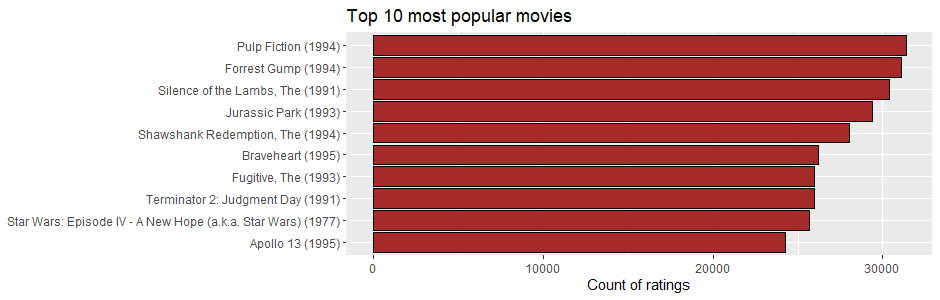 Top 10 most popular movies
Pulp Fiction (1994)
Forrest Gump (1994)
Silence of the Lambs, The (1991)
Jurassic Park (1993)
Shawshank Redemption, The (1994)
Braveheart (1995)
Fugitive, The (1993)
Terminator 2: Judgment Day (1991)
Star Wars: Episode IV - A New Hope (a.k.a. Star Wars) (1977)
Apollo 13 (1995)
0 10000 20000 30000
Count of ratings